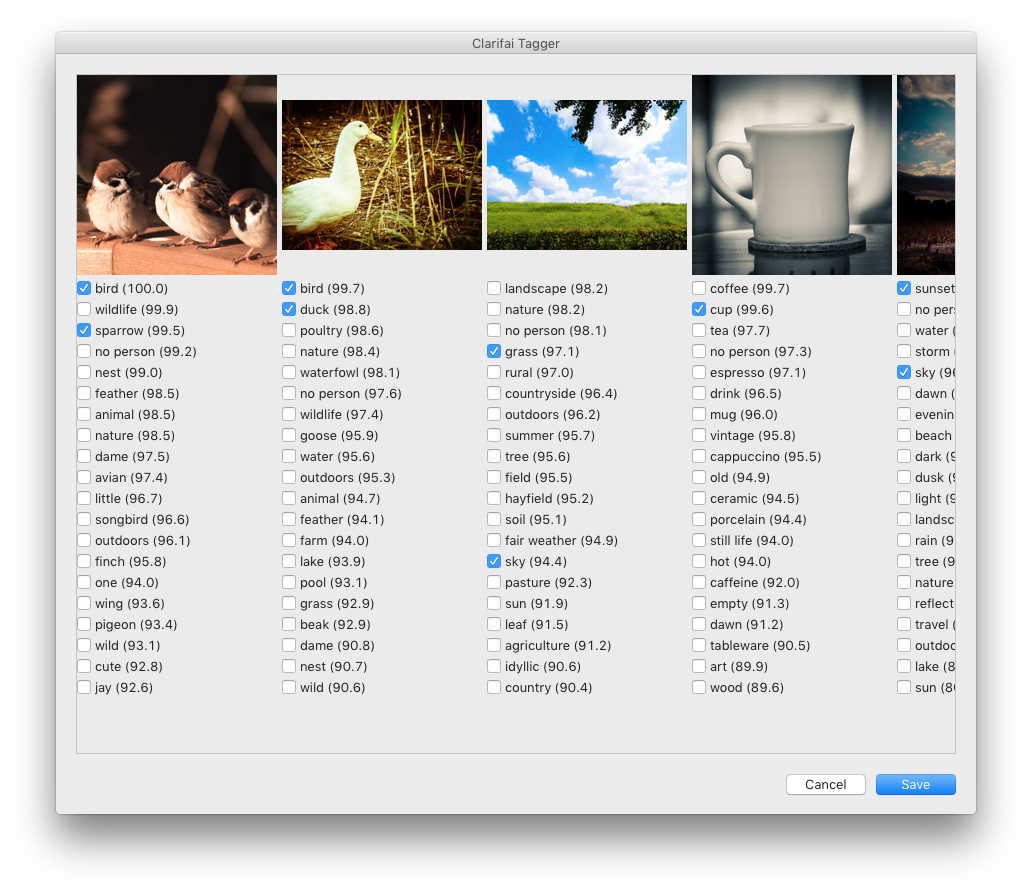 Clarifai Tagger
bird (100.0)
wildlife (99.9)
sparrow (99.5)
no person (99.2)
nest (99.0)
feather (98.5)
animal (98.5)
nature (98.5)
dame (97.5)
avian (97.4)
little (96.7)
songbird (96.6)
outdoors (96.1)
finch (95.8)
one (94.0)
wing (93.6)
pigeon (93.4)
wild (93.1)
cute (92.8)
jay (92.6)
bird (99.7)
duck (98.8)
poultry (98.6)
nature (98.4)
waterfowl (98.1)
no person (97.6)
wildlife (97.4)
goose (95.9)
water (95.6)
outdoors (95.3)
animal (94.7)
feather (94.1)
farm (94.0)
lake (93.9)
pool (93.1)
grass (92.9)
beak (92.9)
dame (90.8)
nest (90.7)
wild (90.6)
landscape (98.2)
nature (98.2)
no person (98.1)
grass (97.1)
rural (97.0)
countryside (96.4)
outdoors (96.2)
summer (95.7)
tree (95.6)
field (95.5)
hayfield (95.2)
soil (95.1)
fair weather (94.9)
sky (94.4)
pasture (92.3)
sun (91.9)
leaf (91.5)
agriculture (91.2)
idyllic (90.6)
country (90.4)
coffee (99.7)
cup (99.6)
tea (97.7)
no person (97.3)
espresso (97.1)
drink (96.5)
mug (96.0)
vintage (95.8)
cappuccino (95.5)
old (94.9)
ceramic (94.5)
porcelain (94.4)
still life (94.0)
hot (94.0)
caffeine (92.0)
empty (91.3)
dawn (91.2)
tableware (90.5)
art (89.9)
wood (89.6)
sunset
no per
water (
storm
sky (96
dawn (
evenin
beach
dark (9
dusk (
light (9
landsc
rain (9
tree (9
nature
reflect
travel (
outdoo
lake (8
sun (8
Cancel
Save